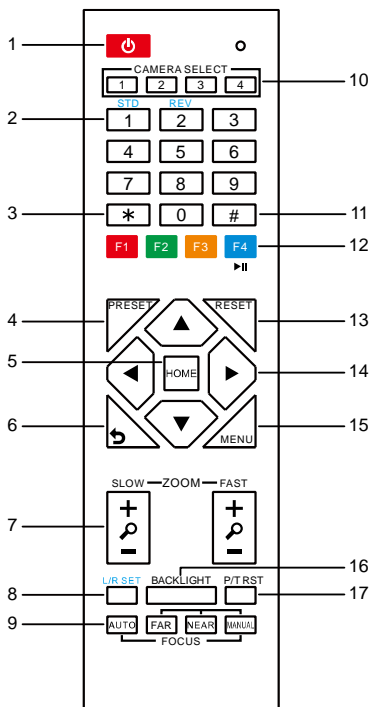 1
CAMERA SELECT
1 2 3 4
10
STD REV
2
1 2 3
4 5 6
7 8 9
3
* 0 #
11
F1 F2 F3 F4
12
4
PRESET RESET
13
5
HOME
14
6
MENU
15
SLOW ZOOM FAST
+ +
7
− −
16
L/R SET BACKLIGHT P/T RST
8
17
9
AUTO FAR NEAR MANUAL
FOCUS